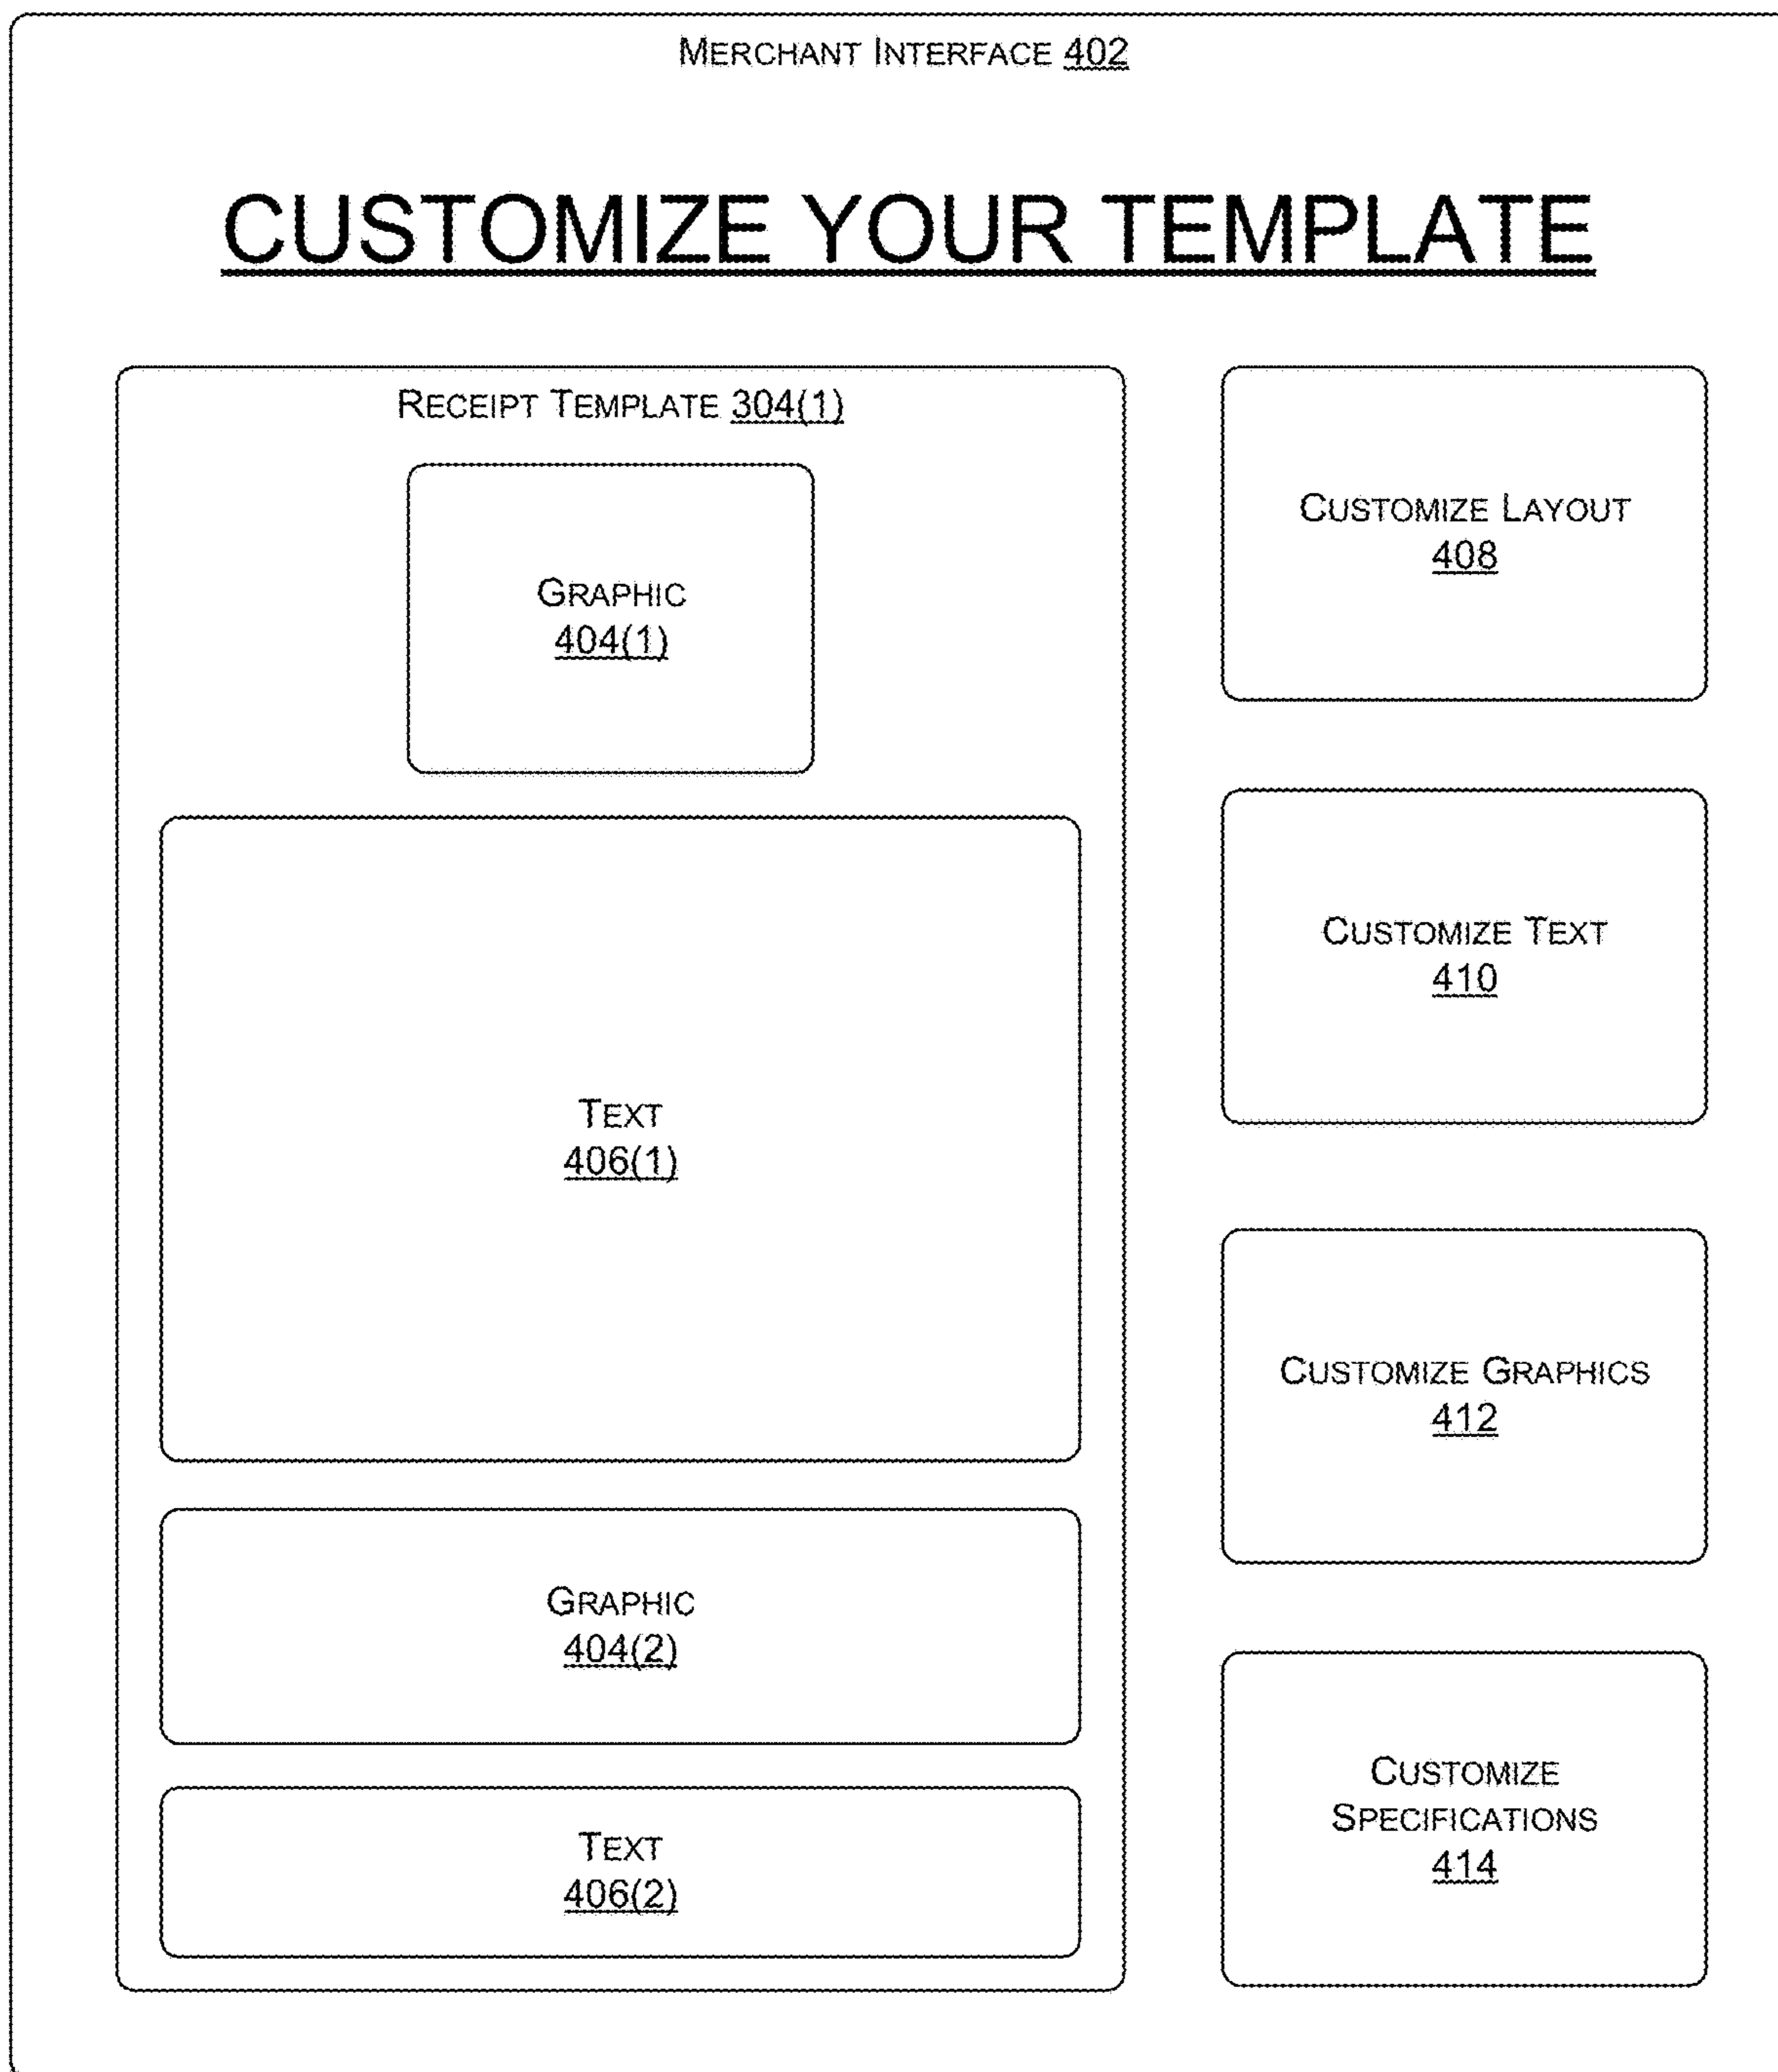 MERCHANT INTERFACE 402
CUSTOMIZE YOUR TEMPLATE
RECEIPT TEMPLATE 304(1)
GRAPHIC
404(1)
TEXT
406(1)
GRAPHIC
404(2)
TEXT
406(2)
CUSTOMIZE LAYOUT
408
CUSTOMIZE TEXT
410
CUSTOMIZE GRAPHICS
412
CUSTOMIZE
SPECIFICATIONS
414